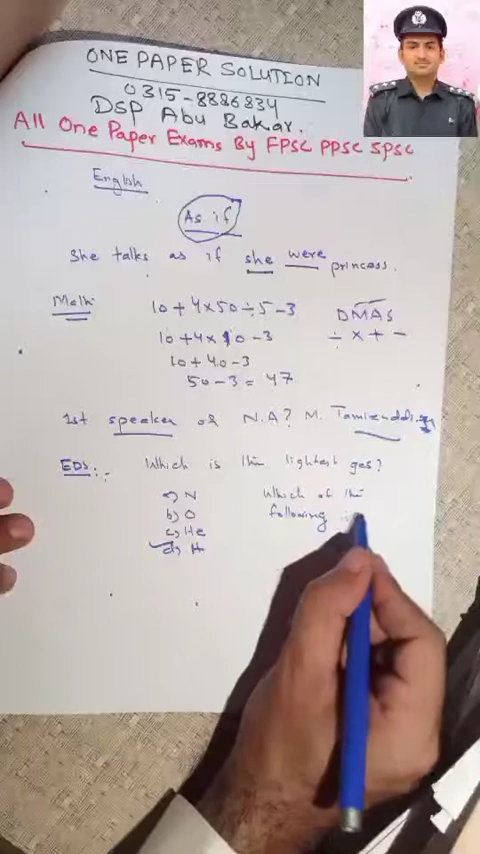 ONE PAPER SOLUTION
0315-8886834
DSP Abu Bakar.
All One Paper Exams By FPSC PPSC SPSC
English
As if
She talks as if she were princess.
Math
10+4×50÷5-3
DMAS
10+4×10-3
÷ × + -
10+40-3
50-3=47
1st speaker of N.A? M. Tamizuddin
EDS:-
Which is the lightest gas?
a) N
b) O
c) He
d) H
Which of the
following